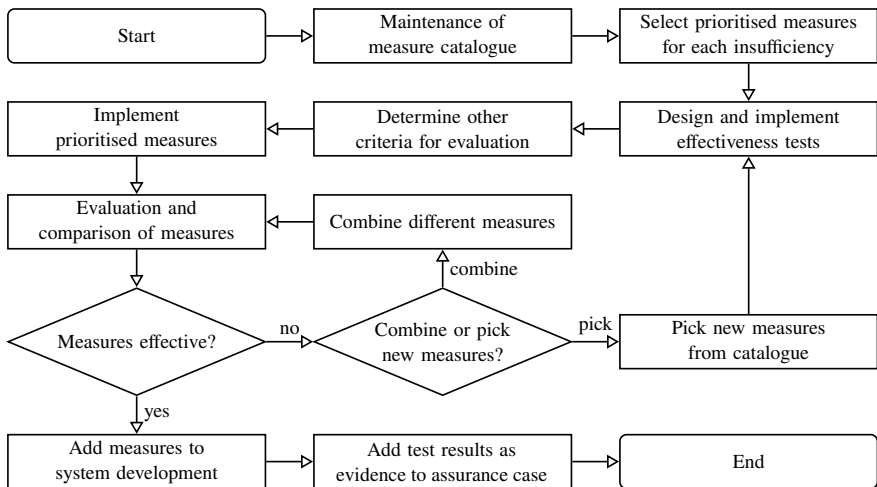 Start
Maintenance of
measure catalogue
Select prioritised measures
for each insufficiency
Implement
prioritised measures
Determine other
criteria for evaluation
Design and implement
effectiveness tests
Evaluation and
comparison of measures
Combine different measures
combine
Measures effective?
no
Combine or pick
new measures?
pick
Pick new measures
from catalogue
yes
Add measures to
system development
Add test results as
evidence to assurance case
End